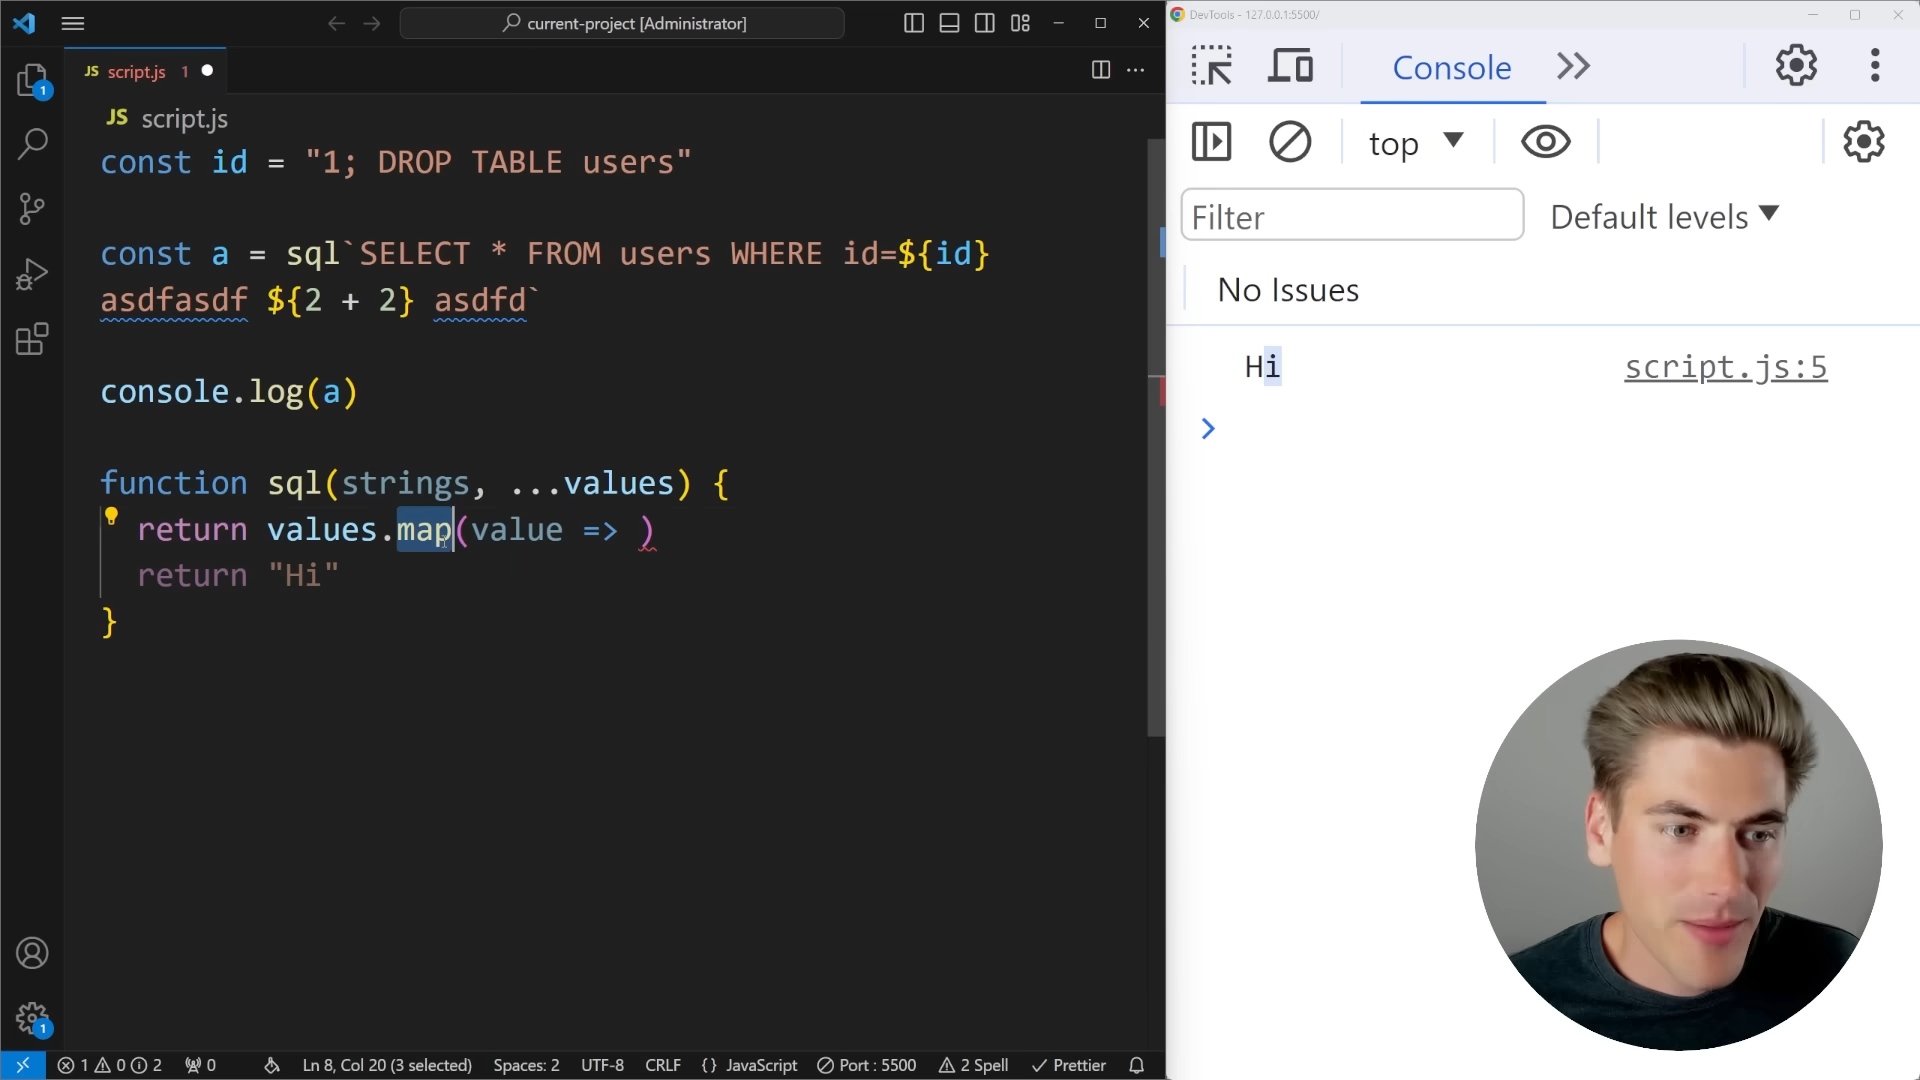 current-project [Administrator]
JS script.js 1
JS script.js
const id = "1; DROP TABLE users"
const a = sql`SELECT * FROM users WHERE id=${id}
asdfasdf ${2 + 2} asdfd`
console.log(a)
function sql(strings, ...values) {
return values.map(value => )
return "Hi"
}
1
1
1 0 2 0 Ln 8, Col 20 (3 selected) Spaces: 2 UTF-8 CRLF {} JavaScript Port : 5500 2 Spell Prettier
DevTools - 127.0.0.1:5500/
Console
top
Filter
Default levels
No Issues
Hi script.js:5